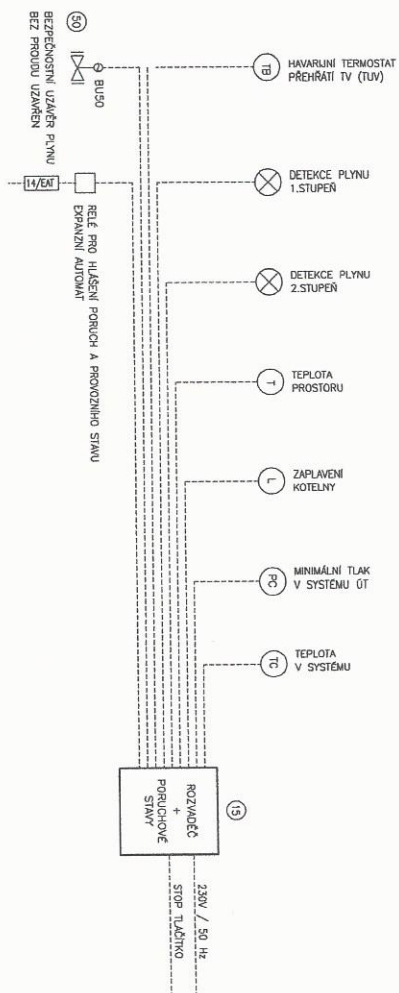 TB
HAVARIJNÍ TERMOSTAT
PŘEHŘÁTÍ TV (TUV)
DETEKCE PLYNU
1.STUPEŇ
DETEKCE PLYNU
2.STUPEŇ
T
TEPLOTA
PROSTORU
L
ZAPLAVENÍ
KOTELNY
PC
MINIMÁLNÍ TLAK
V SYSTÉMU ÚT
TC
TEPLOTA
V SYSTÉMU
50
BU50
BEZPEČNOSTNÍ UZÁVĚR PLYNU
BEZ PROUDU UZAVŘEN
14/EAT
RELÉ PRO HLÁŠENÍ PORUCH A PROVOZNÍHO STAVU
EXPANZNÍ AUTOMAT
15
ROZVADĚČ
+
PORUCHOVÉ
STAVY
230V / 50 Hz
STOP TLAČÍTKO